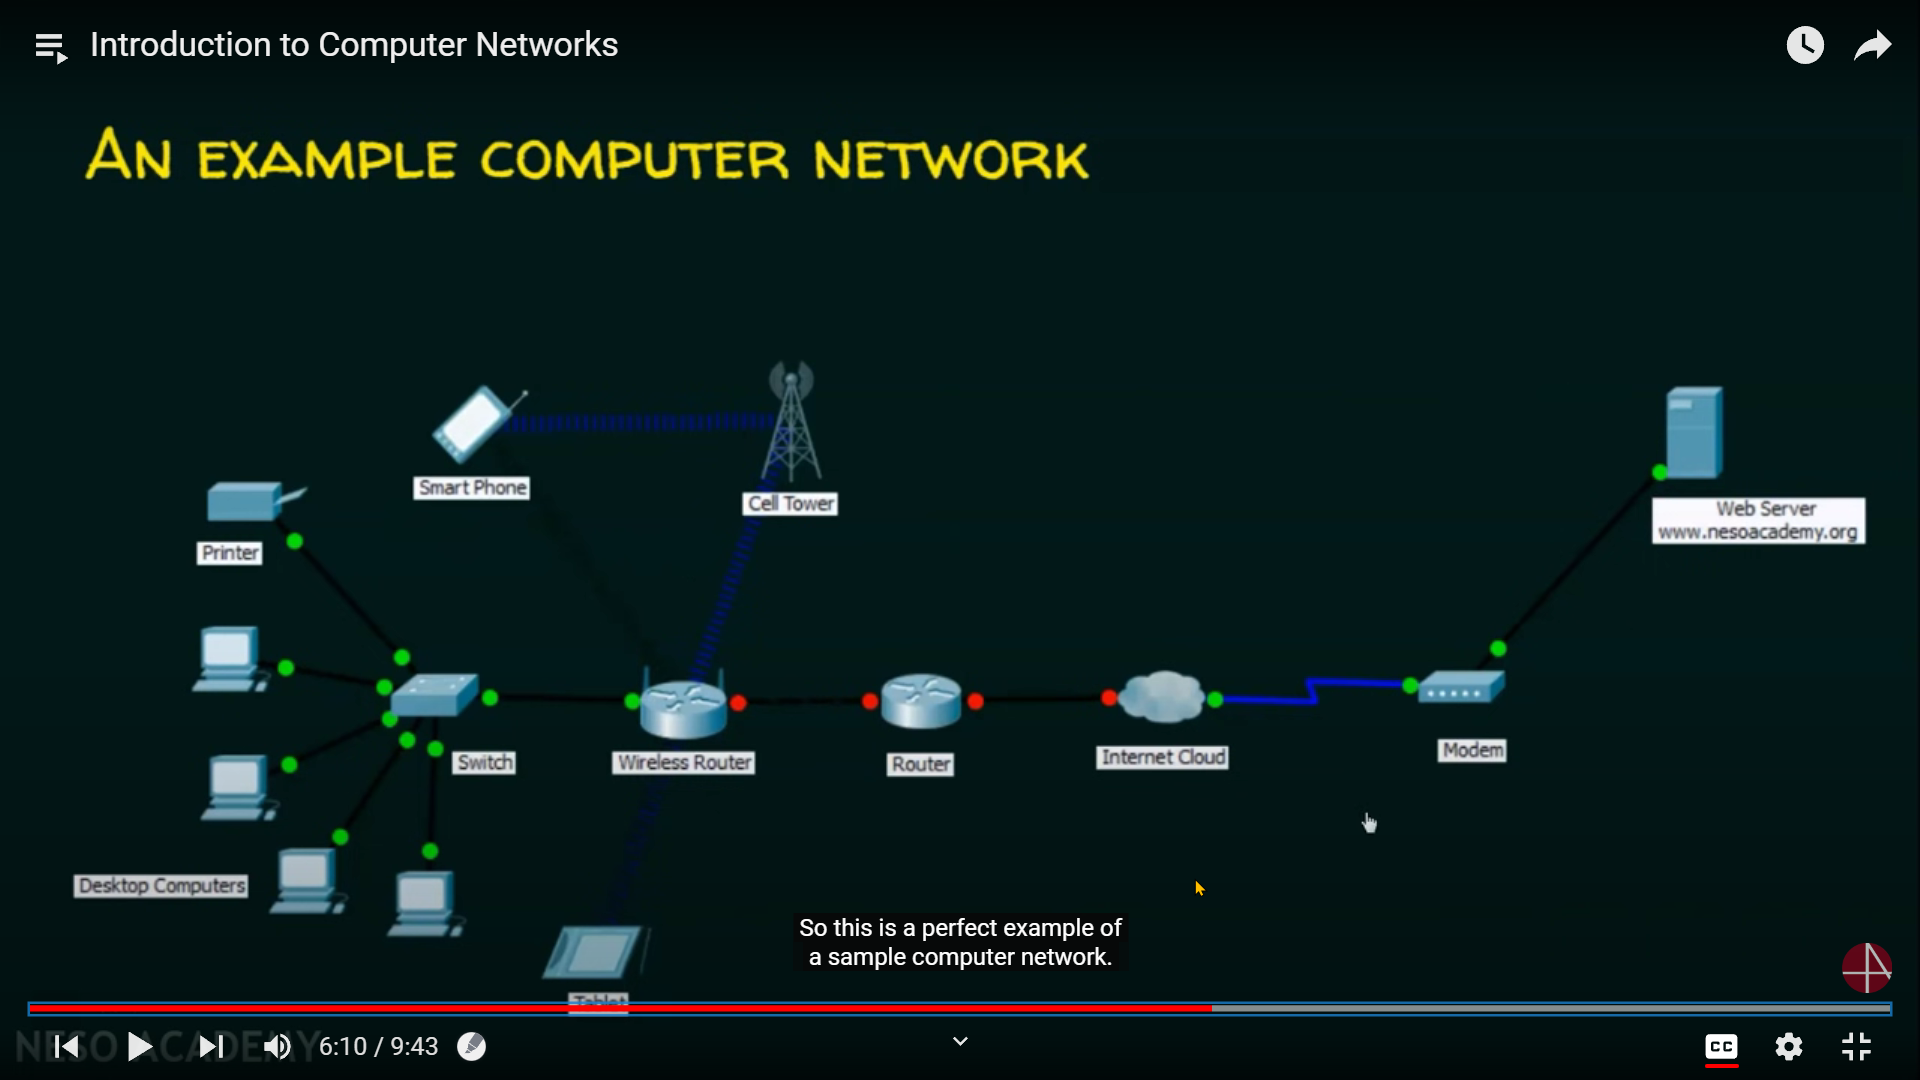 Introduction to Computer Networks
AN EXAMPLE COMPUTER NETWORK
Smart Phone
Cell Tower
Web Server
www.nesoacademy.org
Printer
Switch
Wireless Router
Router
Internet Cloud
Modem
Desktop Computers
So this is a perfect example of
a sample computer network.
Tablet
NESO ACADEMY
6:10 / 9:43
CC